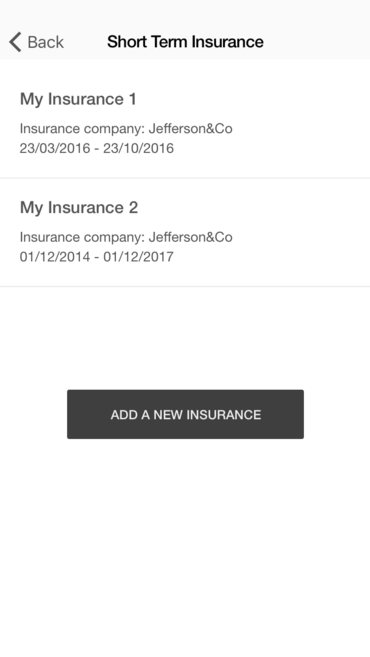 Back
Short Term Insurance
My Insurance 1
Insurance company: Jefferson&Co
23/03/2016 - 23/10/2016
My Insurance 2
Insurance company: Jefferson&Co
01/12/2014 - 01/12/2017
ADD A NEW INSURANCE